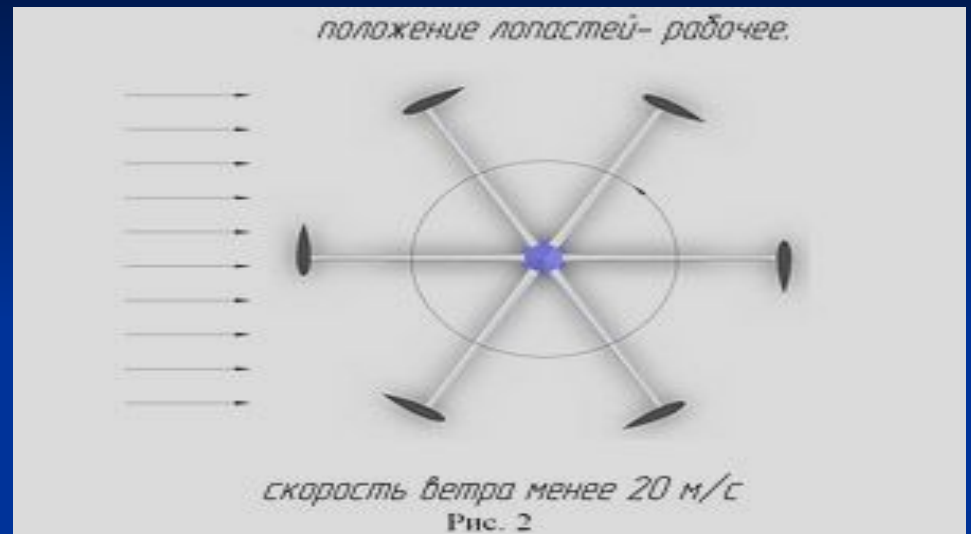 положение лопастей- рабочее.
скорость ветра менее 20 м/с
Рис. 2